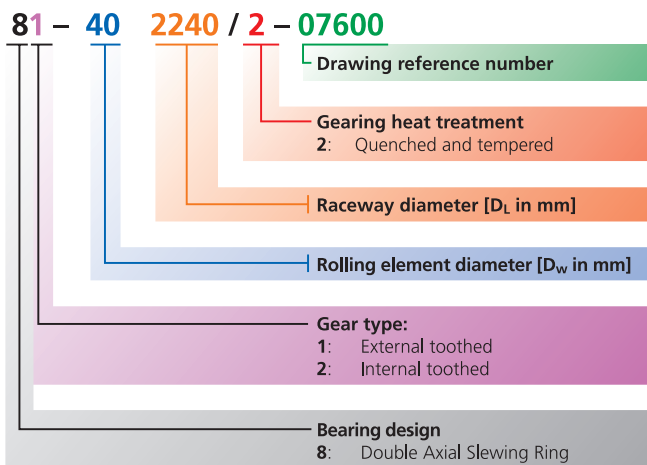 81 – 40 2240 / 2 – 07600
Drawing reference number
Gearing heat treatment
2: Quenched and tempered
Raceway diameter [DL in mm]
Rolling element diameter [Dw in mm]
Gear type:
1: External toothed
2: Internal toothed
Bearing design
8: Double Axial Slewing Ring